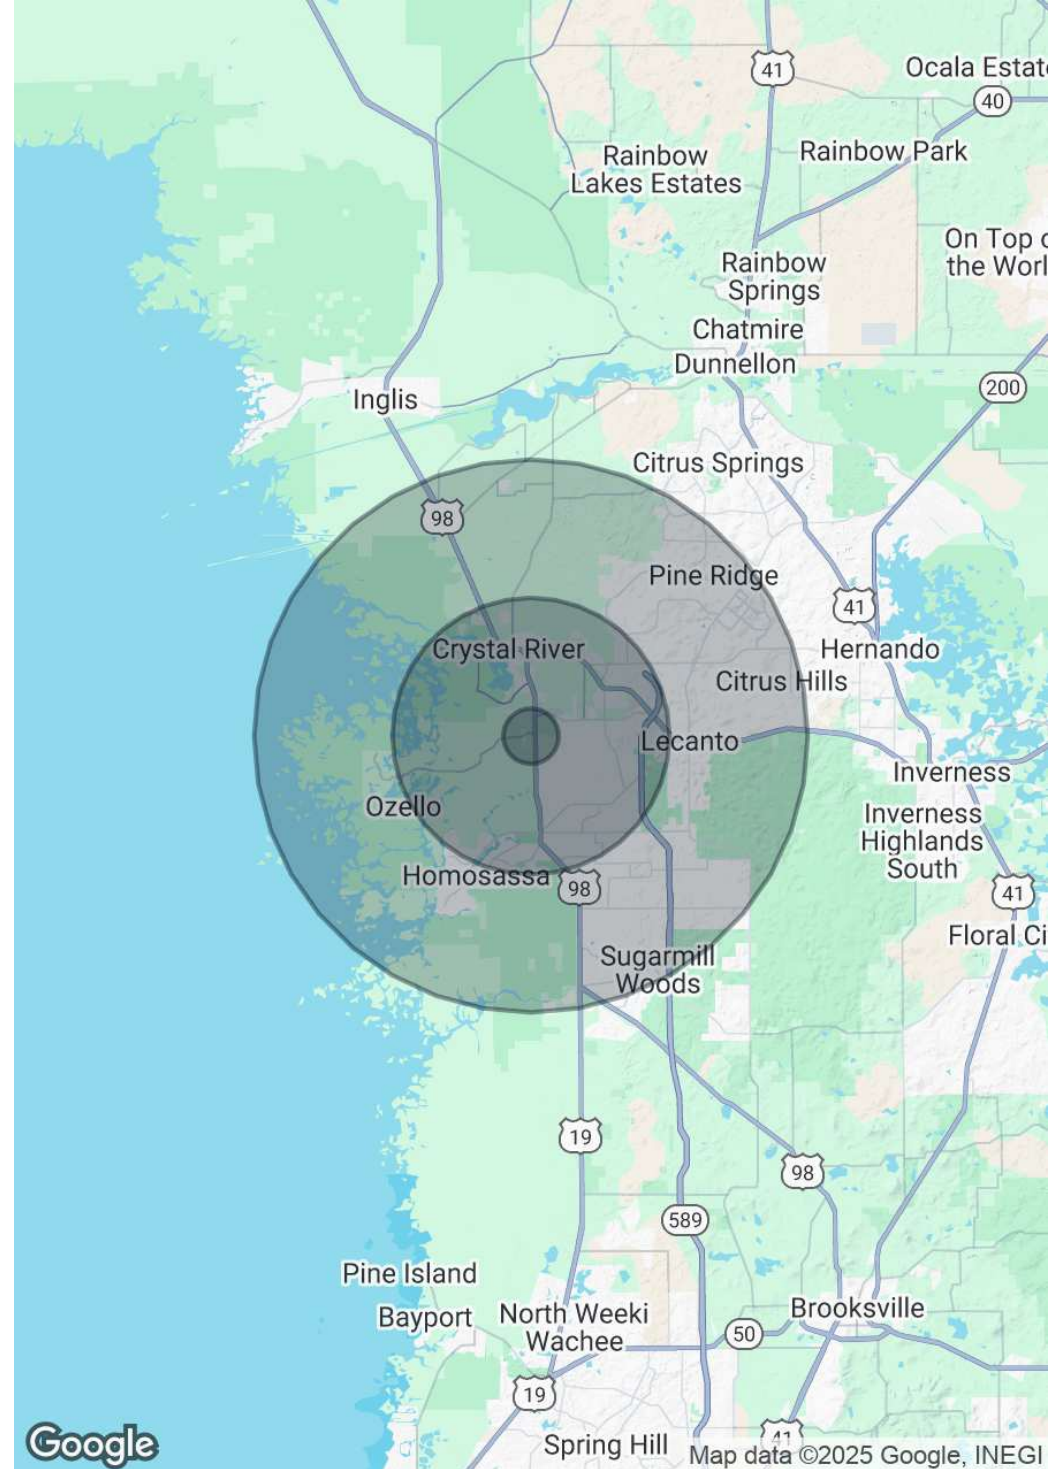 41
Ocala Estate
40
Rainbow
Lakes Estates
Rainbow Park
On Top o
the Worl
Rainbow
Springs
Chatmire
Dunnellon
200
Inglis
Citrus Springs
98
Pine Ridge
41
Crystal River
Hernando
Citrus Hills
Lecanto
Inverness
Ozello
Inverness
Highlands
South
Homosassa
98
41
Floral Ci
Sugarmill
Woods
19
98
589
Pine Island
Bayport
North Weeki
Wachee
Brooksville
50
19
41
Google
Spring Hill
Map data ©2025 Google, INEGI